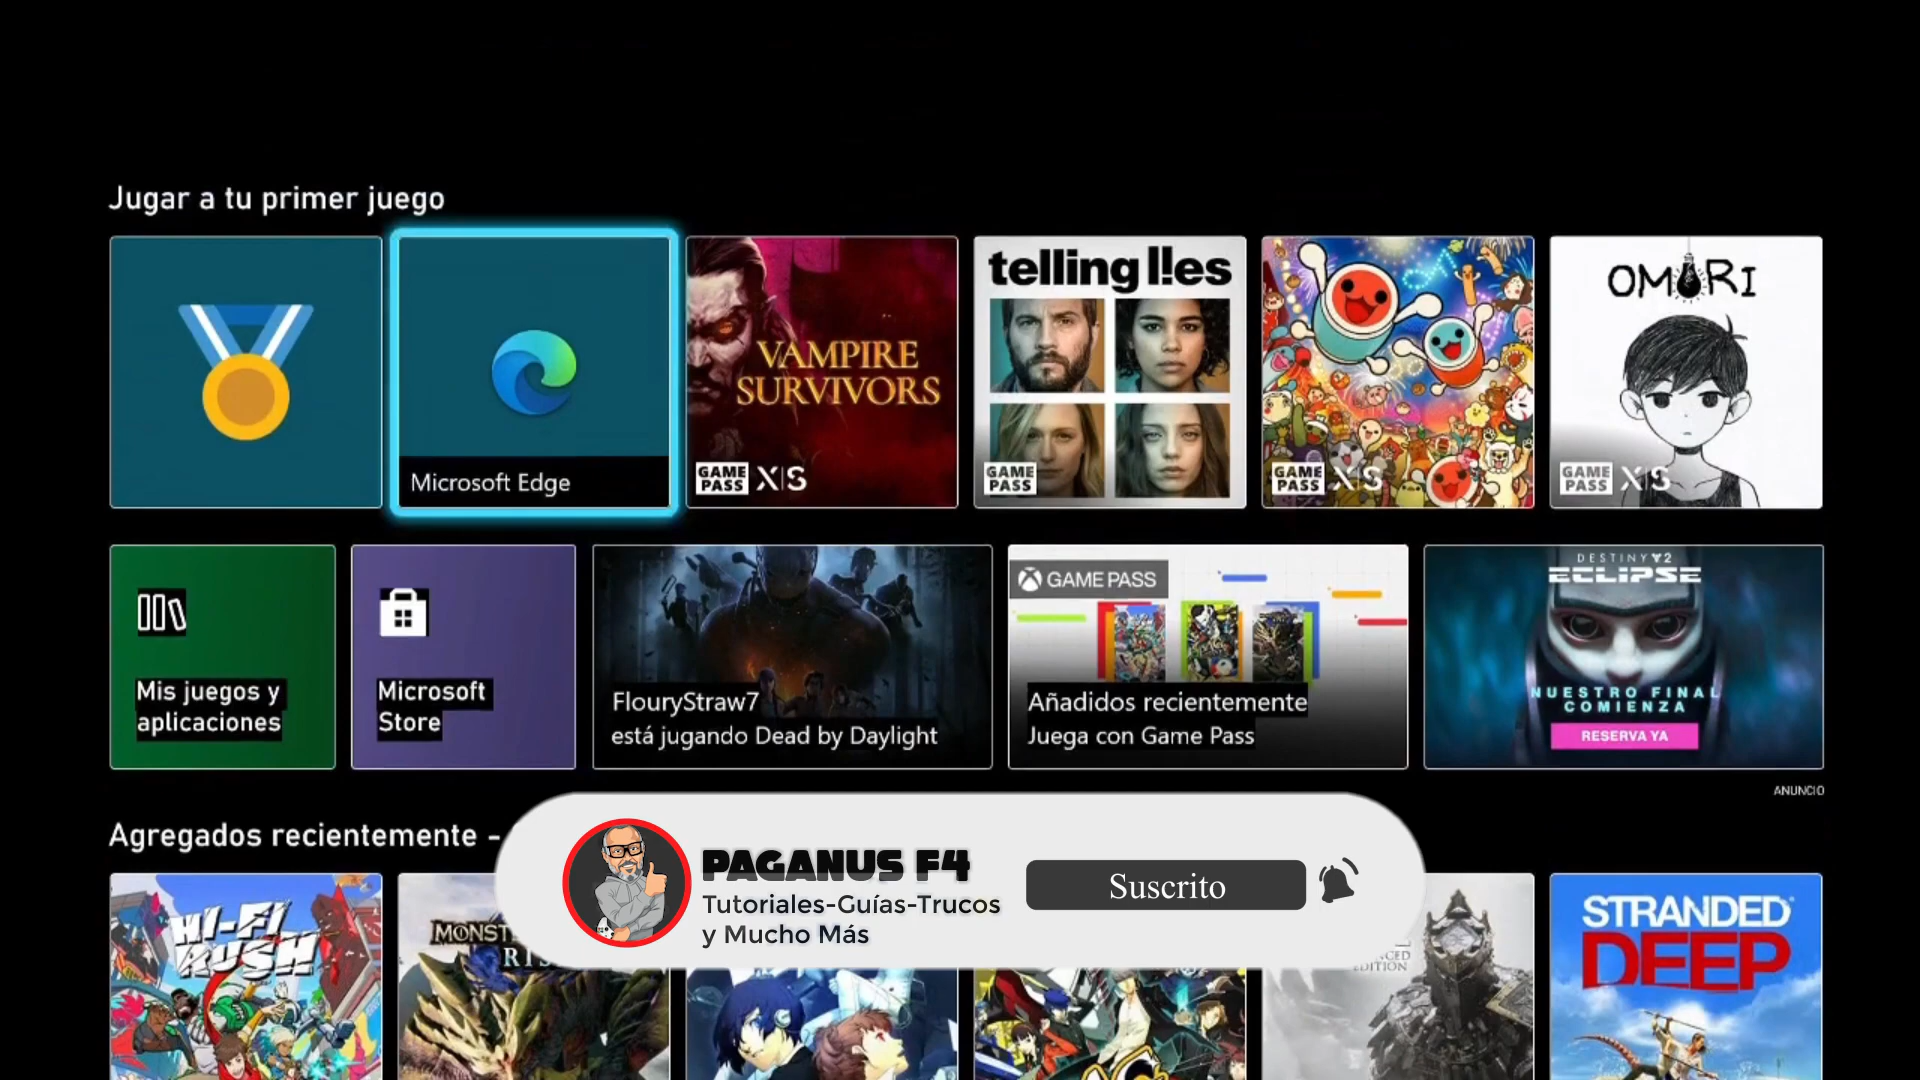 Jugar a tu primer juego
Microsoft Edge
VAMPIRE
SURVIVORS
GAME
PASS
X|S
telling l!es
GAME
PASS
GAME
PASS
X|S
OMORI
GAME
PASS
X|S
Mis juegos y
aplicaciones
Microsoft
Store
FlouryStraw7
está jugando Dead by Daylight
GAME PASS
Añadidos recientemente
Juega con Game Pass
DESTINY 2
ECLIPSE
NUESTRO FINAL
COMIENZA
RESERVA YA
ANUNCIO
Agregados recientemente -
PAGANUS F4
Tutoriales-Guías-Trucos
y Mucho Más
Suscrito
HI-FI
RUSH
EDITION
STRANDED
DEEP